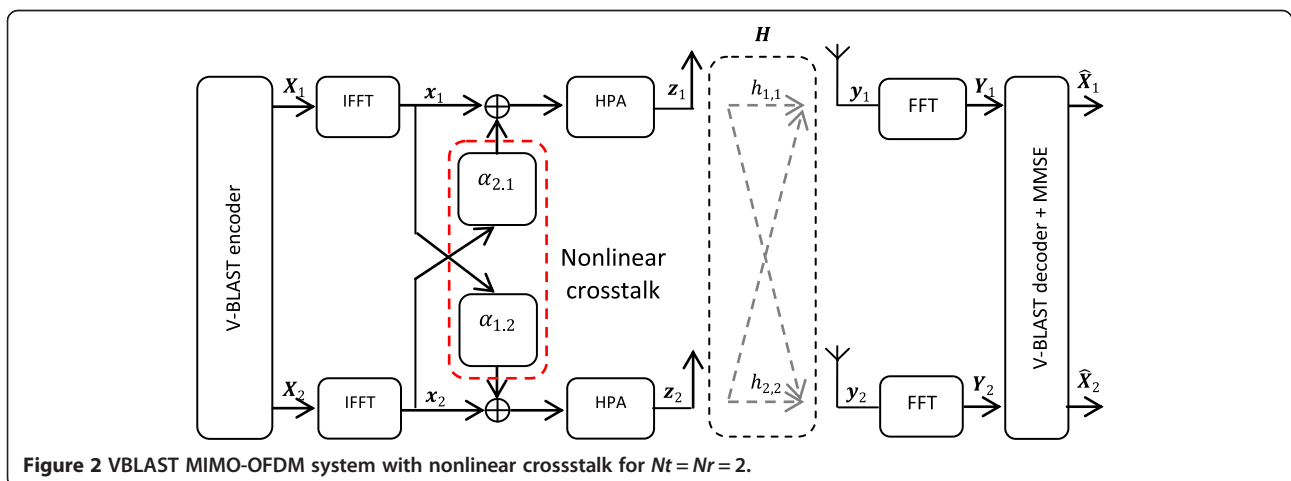 H
V-BLAST encoder
X₁
IFFT
x₁
HPA
z₁
h₁,₁
y₁
FFT
Y₁
V-BLAST decoder + MMSE
X̂₁
α₂.₁
Nonlinear
crosstalk
α₁.₂
X₂
IFFT
x₂
HPA
z₂
h₂,₂
y₂
FFT
Y₂
X̂₂
Figure 2 VBLAST MIMO-OFDM system with nonlinear crossstalk for Nt = Nr = 2.